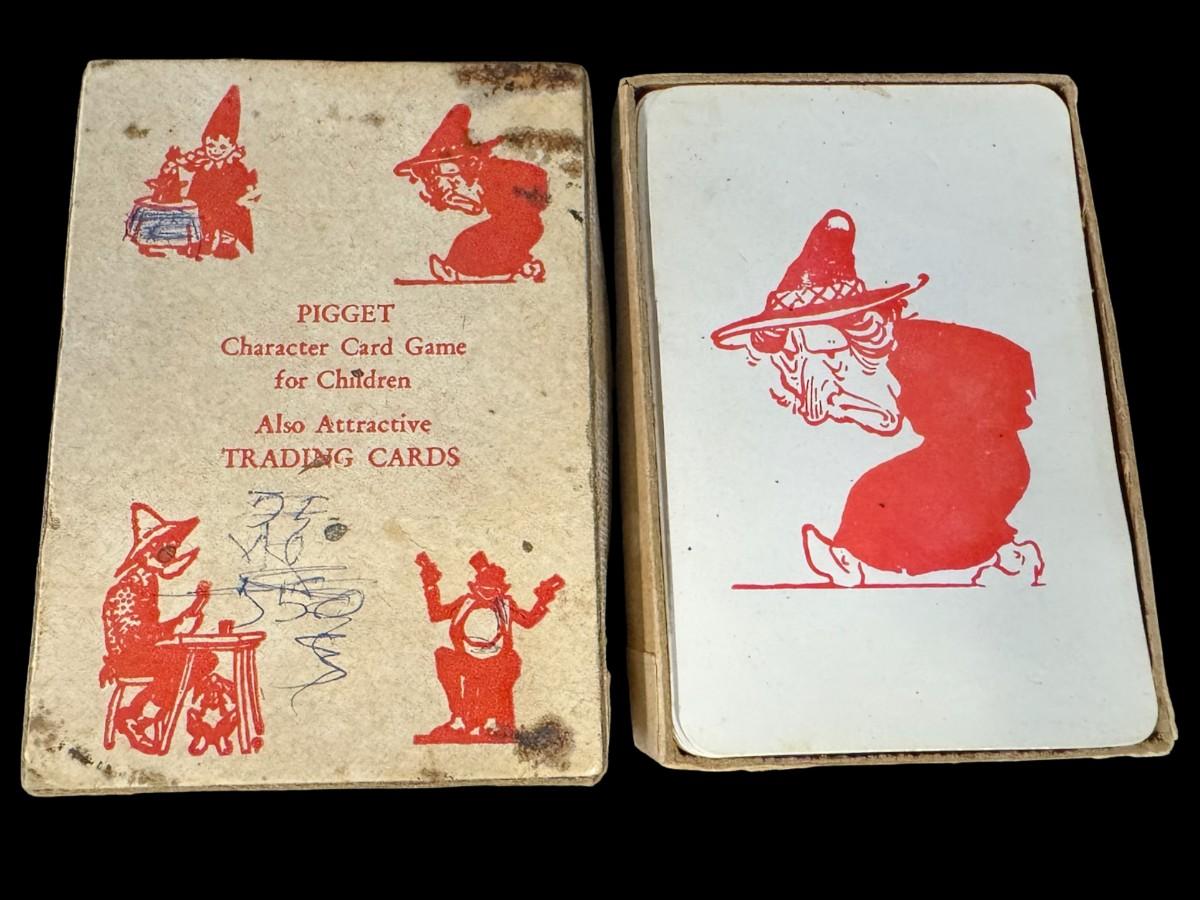 PIGGET
Character Card Game
for Children
Also Attractive
TRADING CARDS